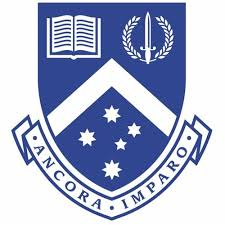 · ANCORA · IMPARO ·